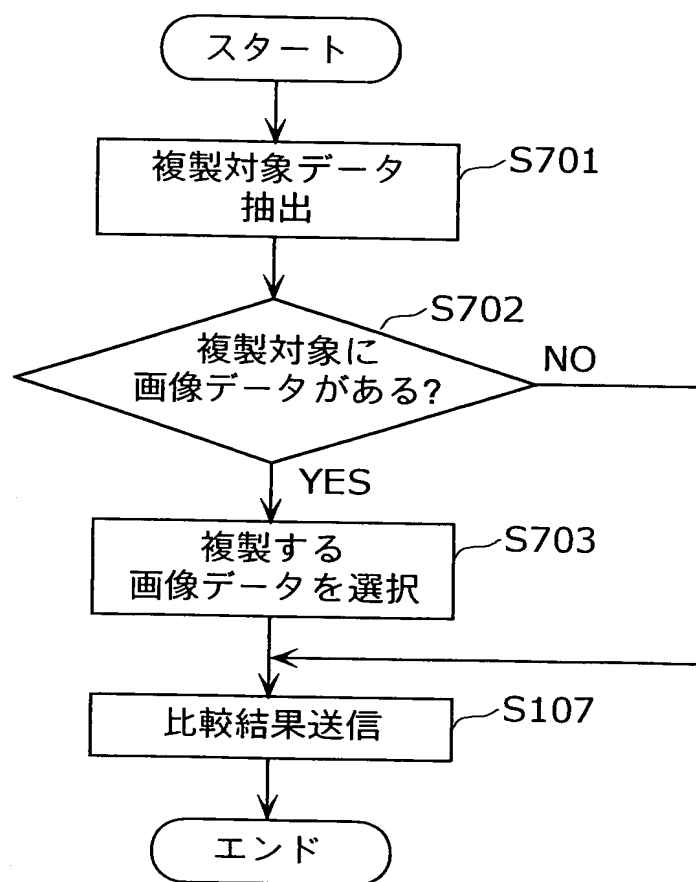 スタート
複製対象データ
抽出
S701
複製対象に
画像データがある?
S702
NO
YES
複製する
画像データを選択
S703
比較結果送信
S107
エンド